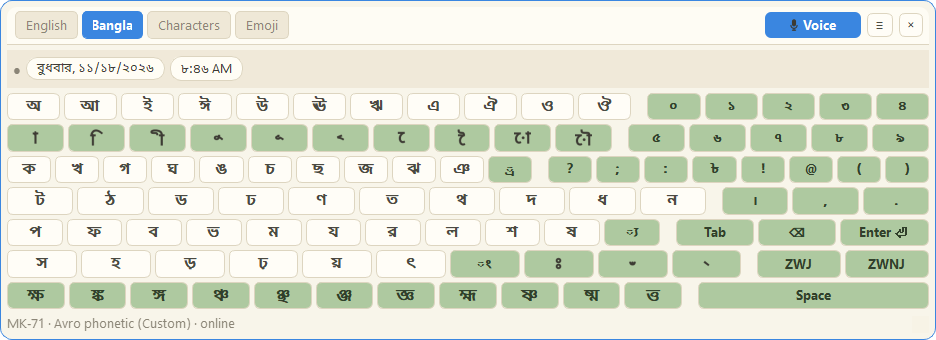 English Bangla Characters Emoji Voice ≡ ×
• বুধবার, ১১/১৮/২০২৬ ৮:৪৬ AM
অ আ ই ঈ উ ঊ ঋ এ ঐ ও ঔ ০ ১ ২ ৩ ৪
া ি ী ু ূ ৃ ে ৈ ো ৌ ৫ ৬ ৭ ৮ ৯
ক খ গ ঘ ঙ চ ছ জ ঝ ঞ ? ; : ৳ ! @ ( )
ট ঠ ড ঢ ণ ত থ দ ধ ন । , .
প ফ ব ভ ম য র ল শ ষ ্য Tab ⌫ Enter ⏎
স হ ড় ঢ় য় ৎ ং ঃ ঁ ্ ZWJ ZWNJ
ক্ষ ঙ্ক ঙ্গ ঞ্চ ঞ্ছ ঞ্জ জ্ঞ হ্ম ষ্ণ ষ্ম ত্ত Space
MK-71 · Avro phonetic (Custom) · online